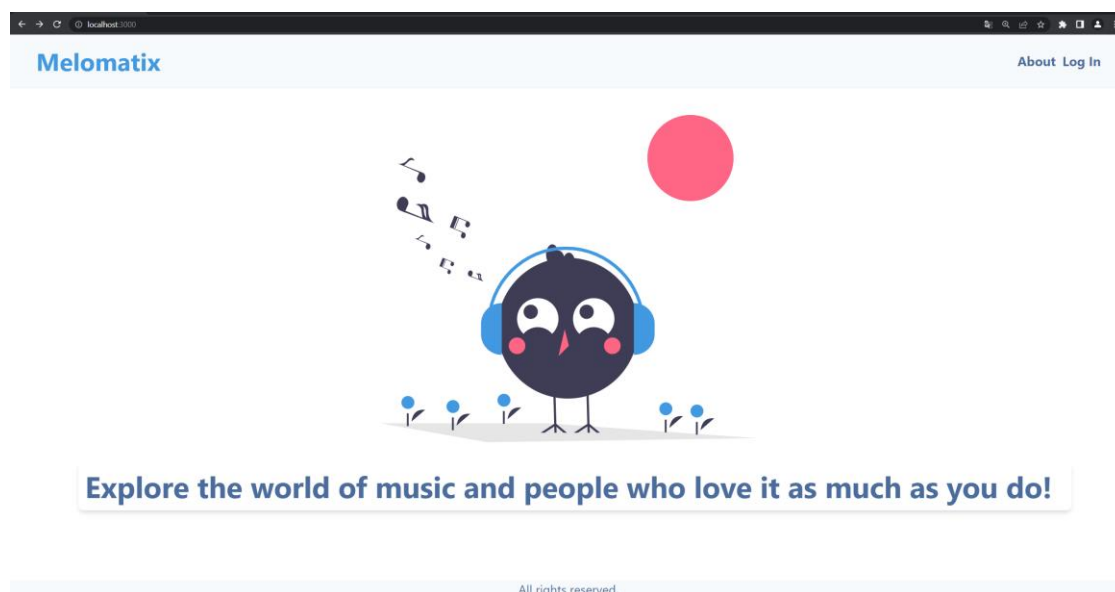 localhost:3000
Melomatix
About Log In
Explore the world of music and people who love it as much as you do!
All rights reserved